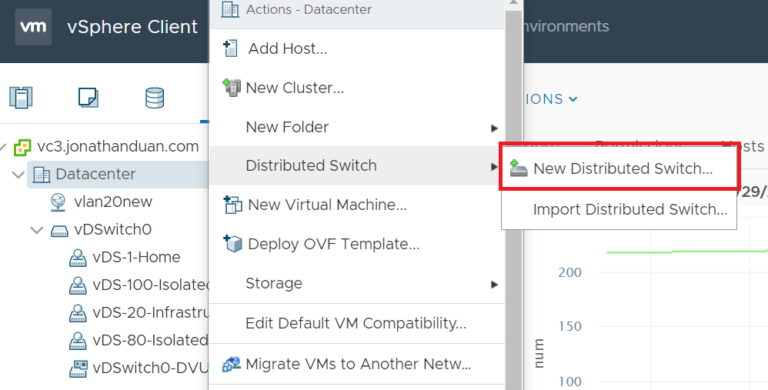 vm vSphere Client
Actions - Datacenter
Add Host...
New Cluster...
IONS
New Folder
Hosts
vc3.jonathanduan.com
Distributed Switch
New Distributed Switch...
Datacenter
/29/
vlan20new
New Virtual Machine...
Import Distributed Switch...
vDSwitch0
Deploy OVF Template...
vDS-1-Home
200
vDS-100-Isolated
Storage
vDS-20-Infrastru
Edit Default VM Compatibility...
150
vDS-80-Isolated
num
vDSwitch0-DVU
Migrate VMs to Another Netw...
100